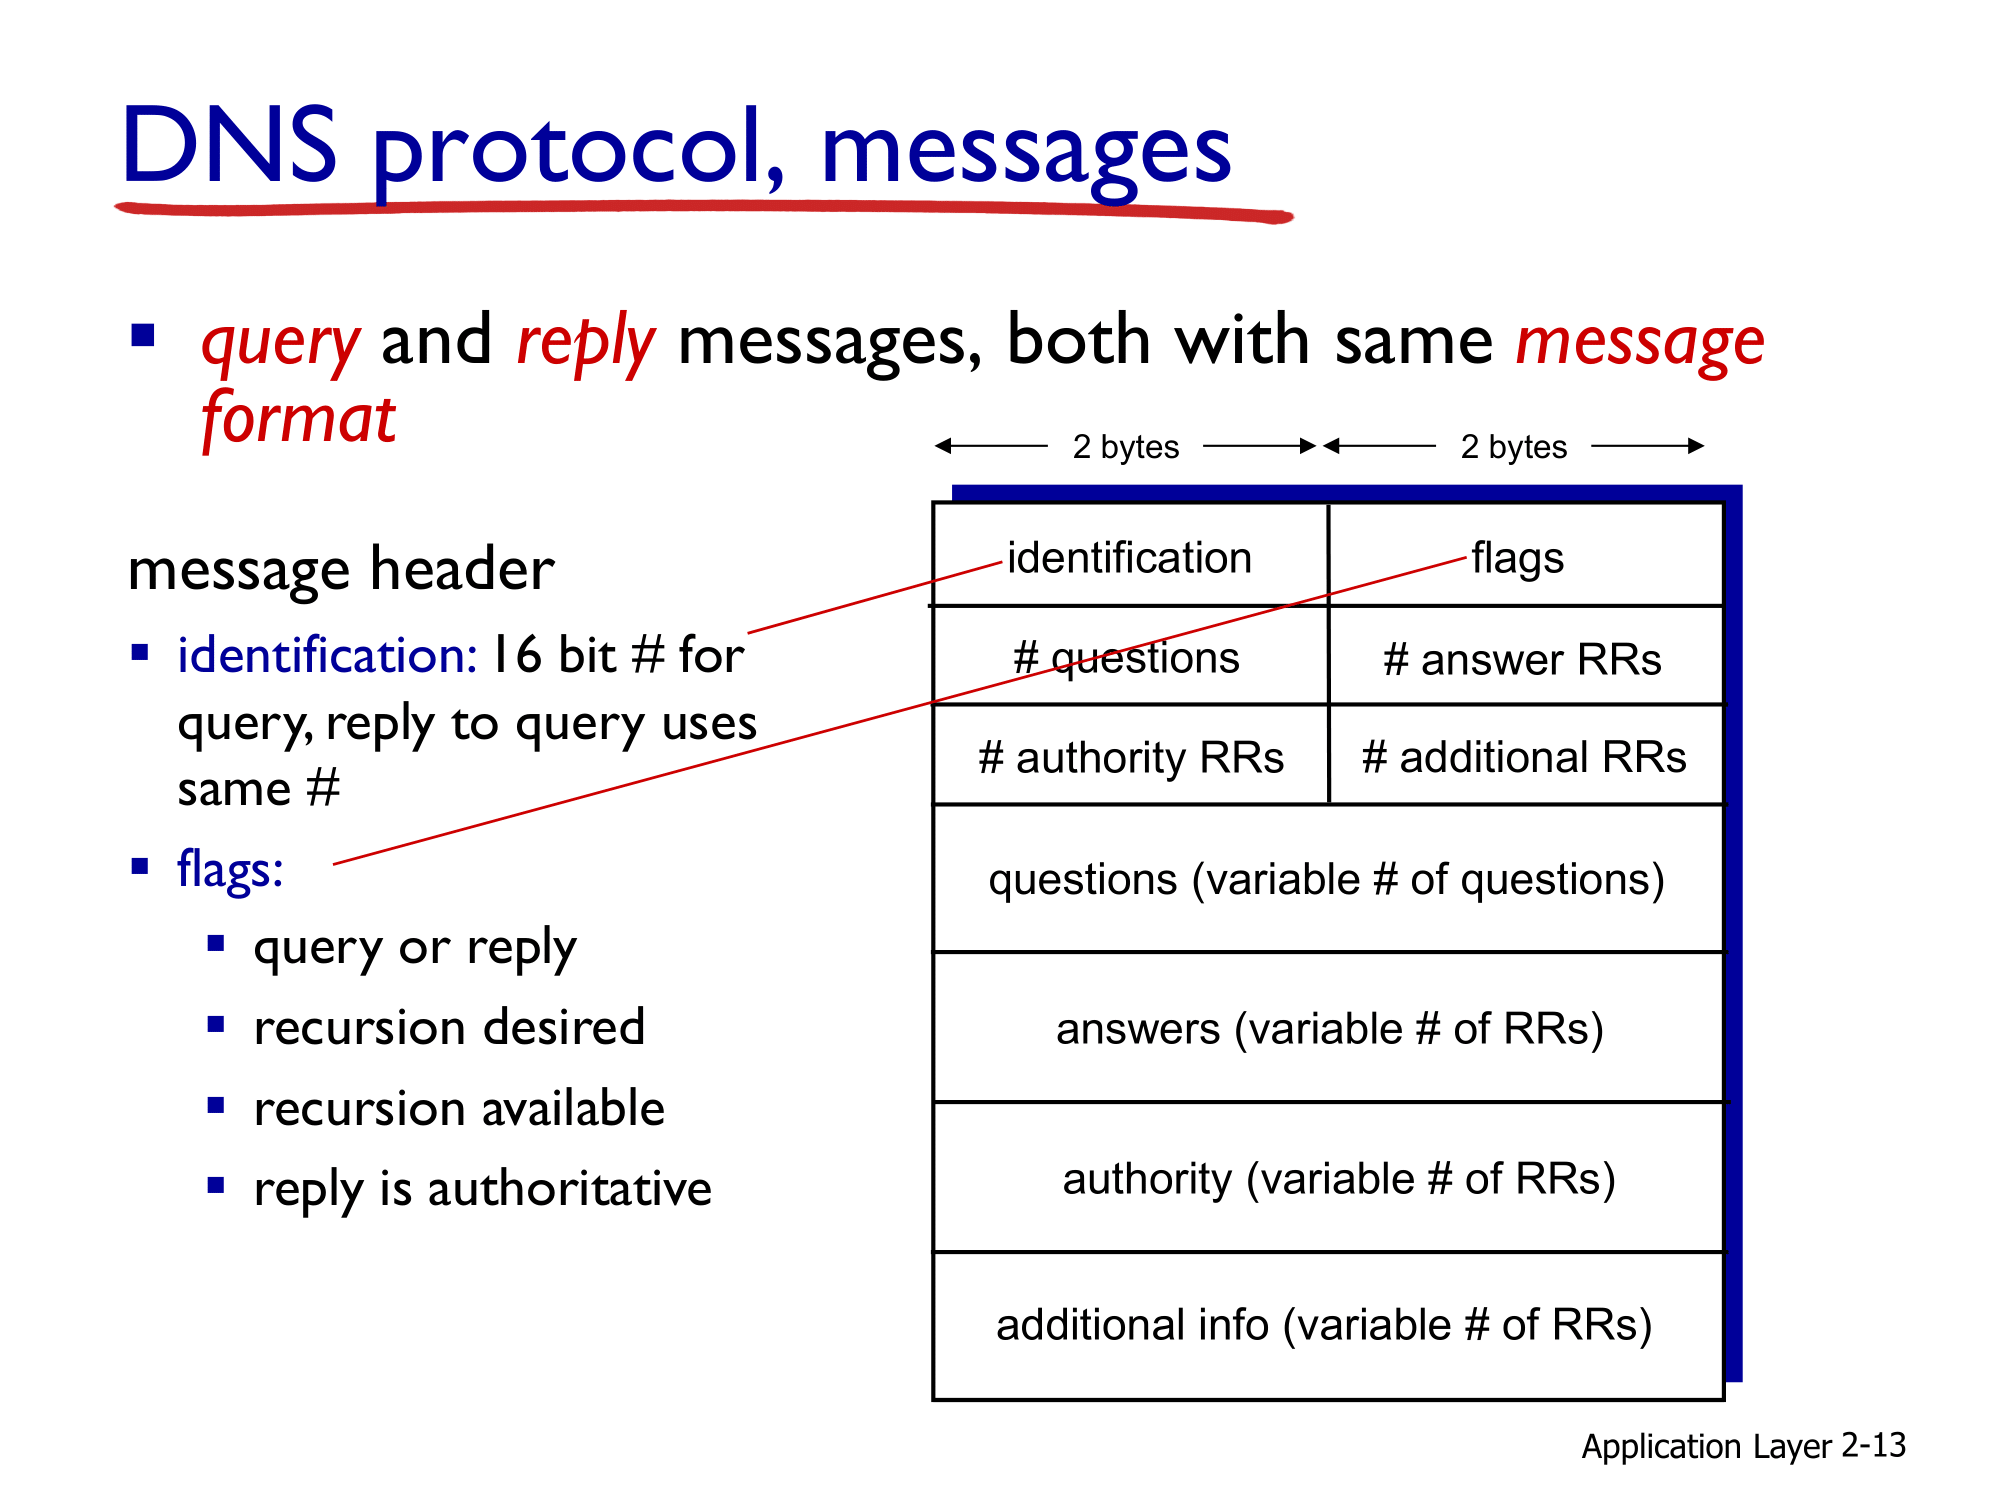 DNS protocol, messages
▪ query and reply messages, both with same message
format
message header
▪ identification: 16 bit # for
query, reply to query uses
same #
▪ flags:
▪ query or reply
▪ recursion desired
▪ recursion available
▪ reply is authoritative
2 bytes 2 bytes
identification flags
# questions # answer RRs
# authority RRs # additional RRs
questions (variable # of questions)
answers (variable # of RRs)
authority (variable # of RRs)
additional info (variable # of RRs)
Application Layer 2-13